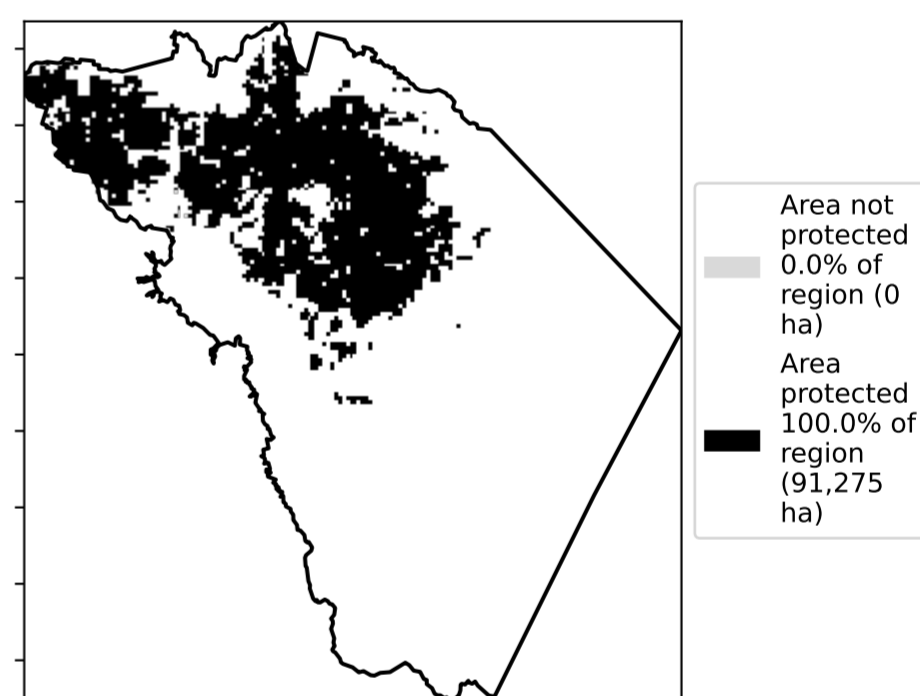 Area not
protected
0.0% of
region (0
ha)
Area
protected
100.0% of
region
(91,275
ha)